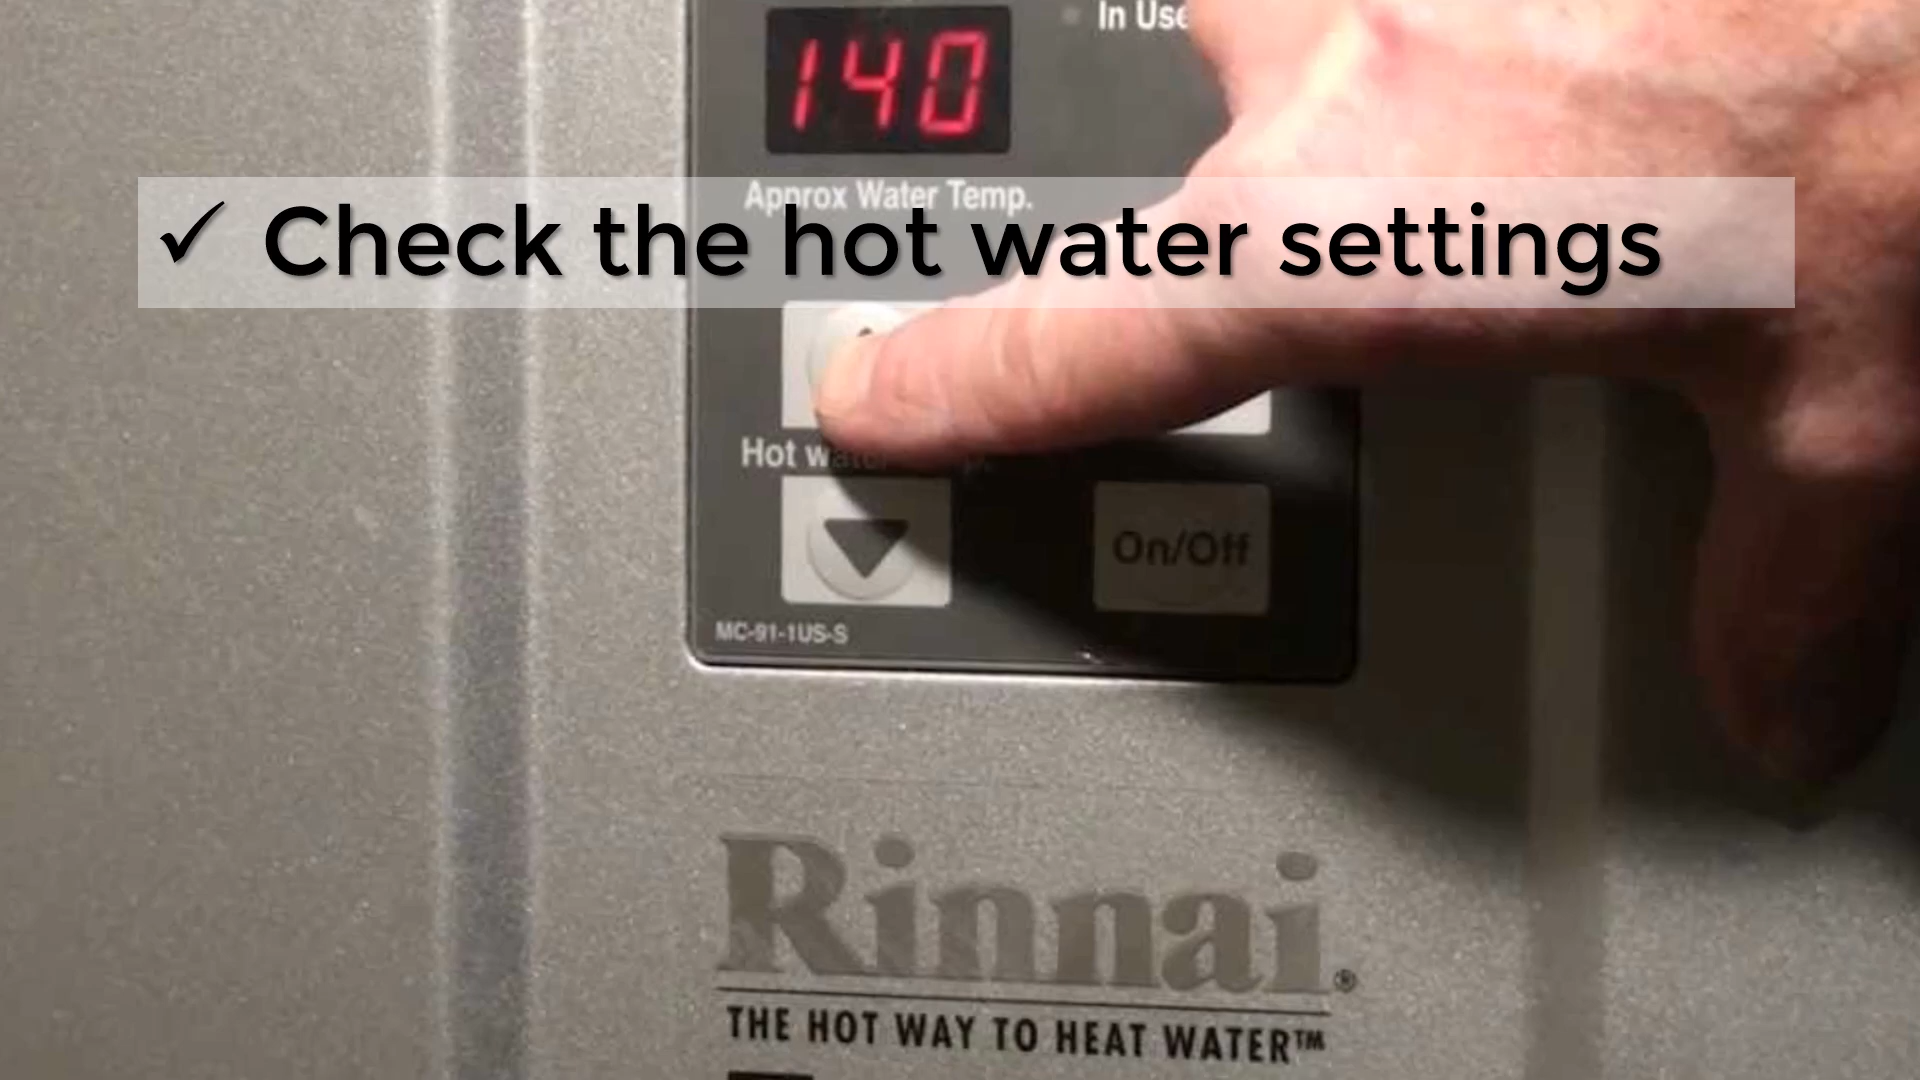 140
In Use
Approx Water Temp.
✓ Check the hot water settings
Hot water
On/Off
MC-91-1US-S
Rinnai®
THE HOT WAY TO HEAT WATER™